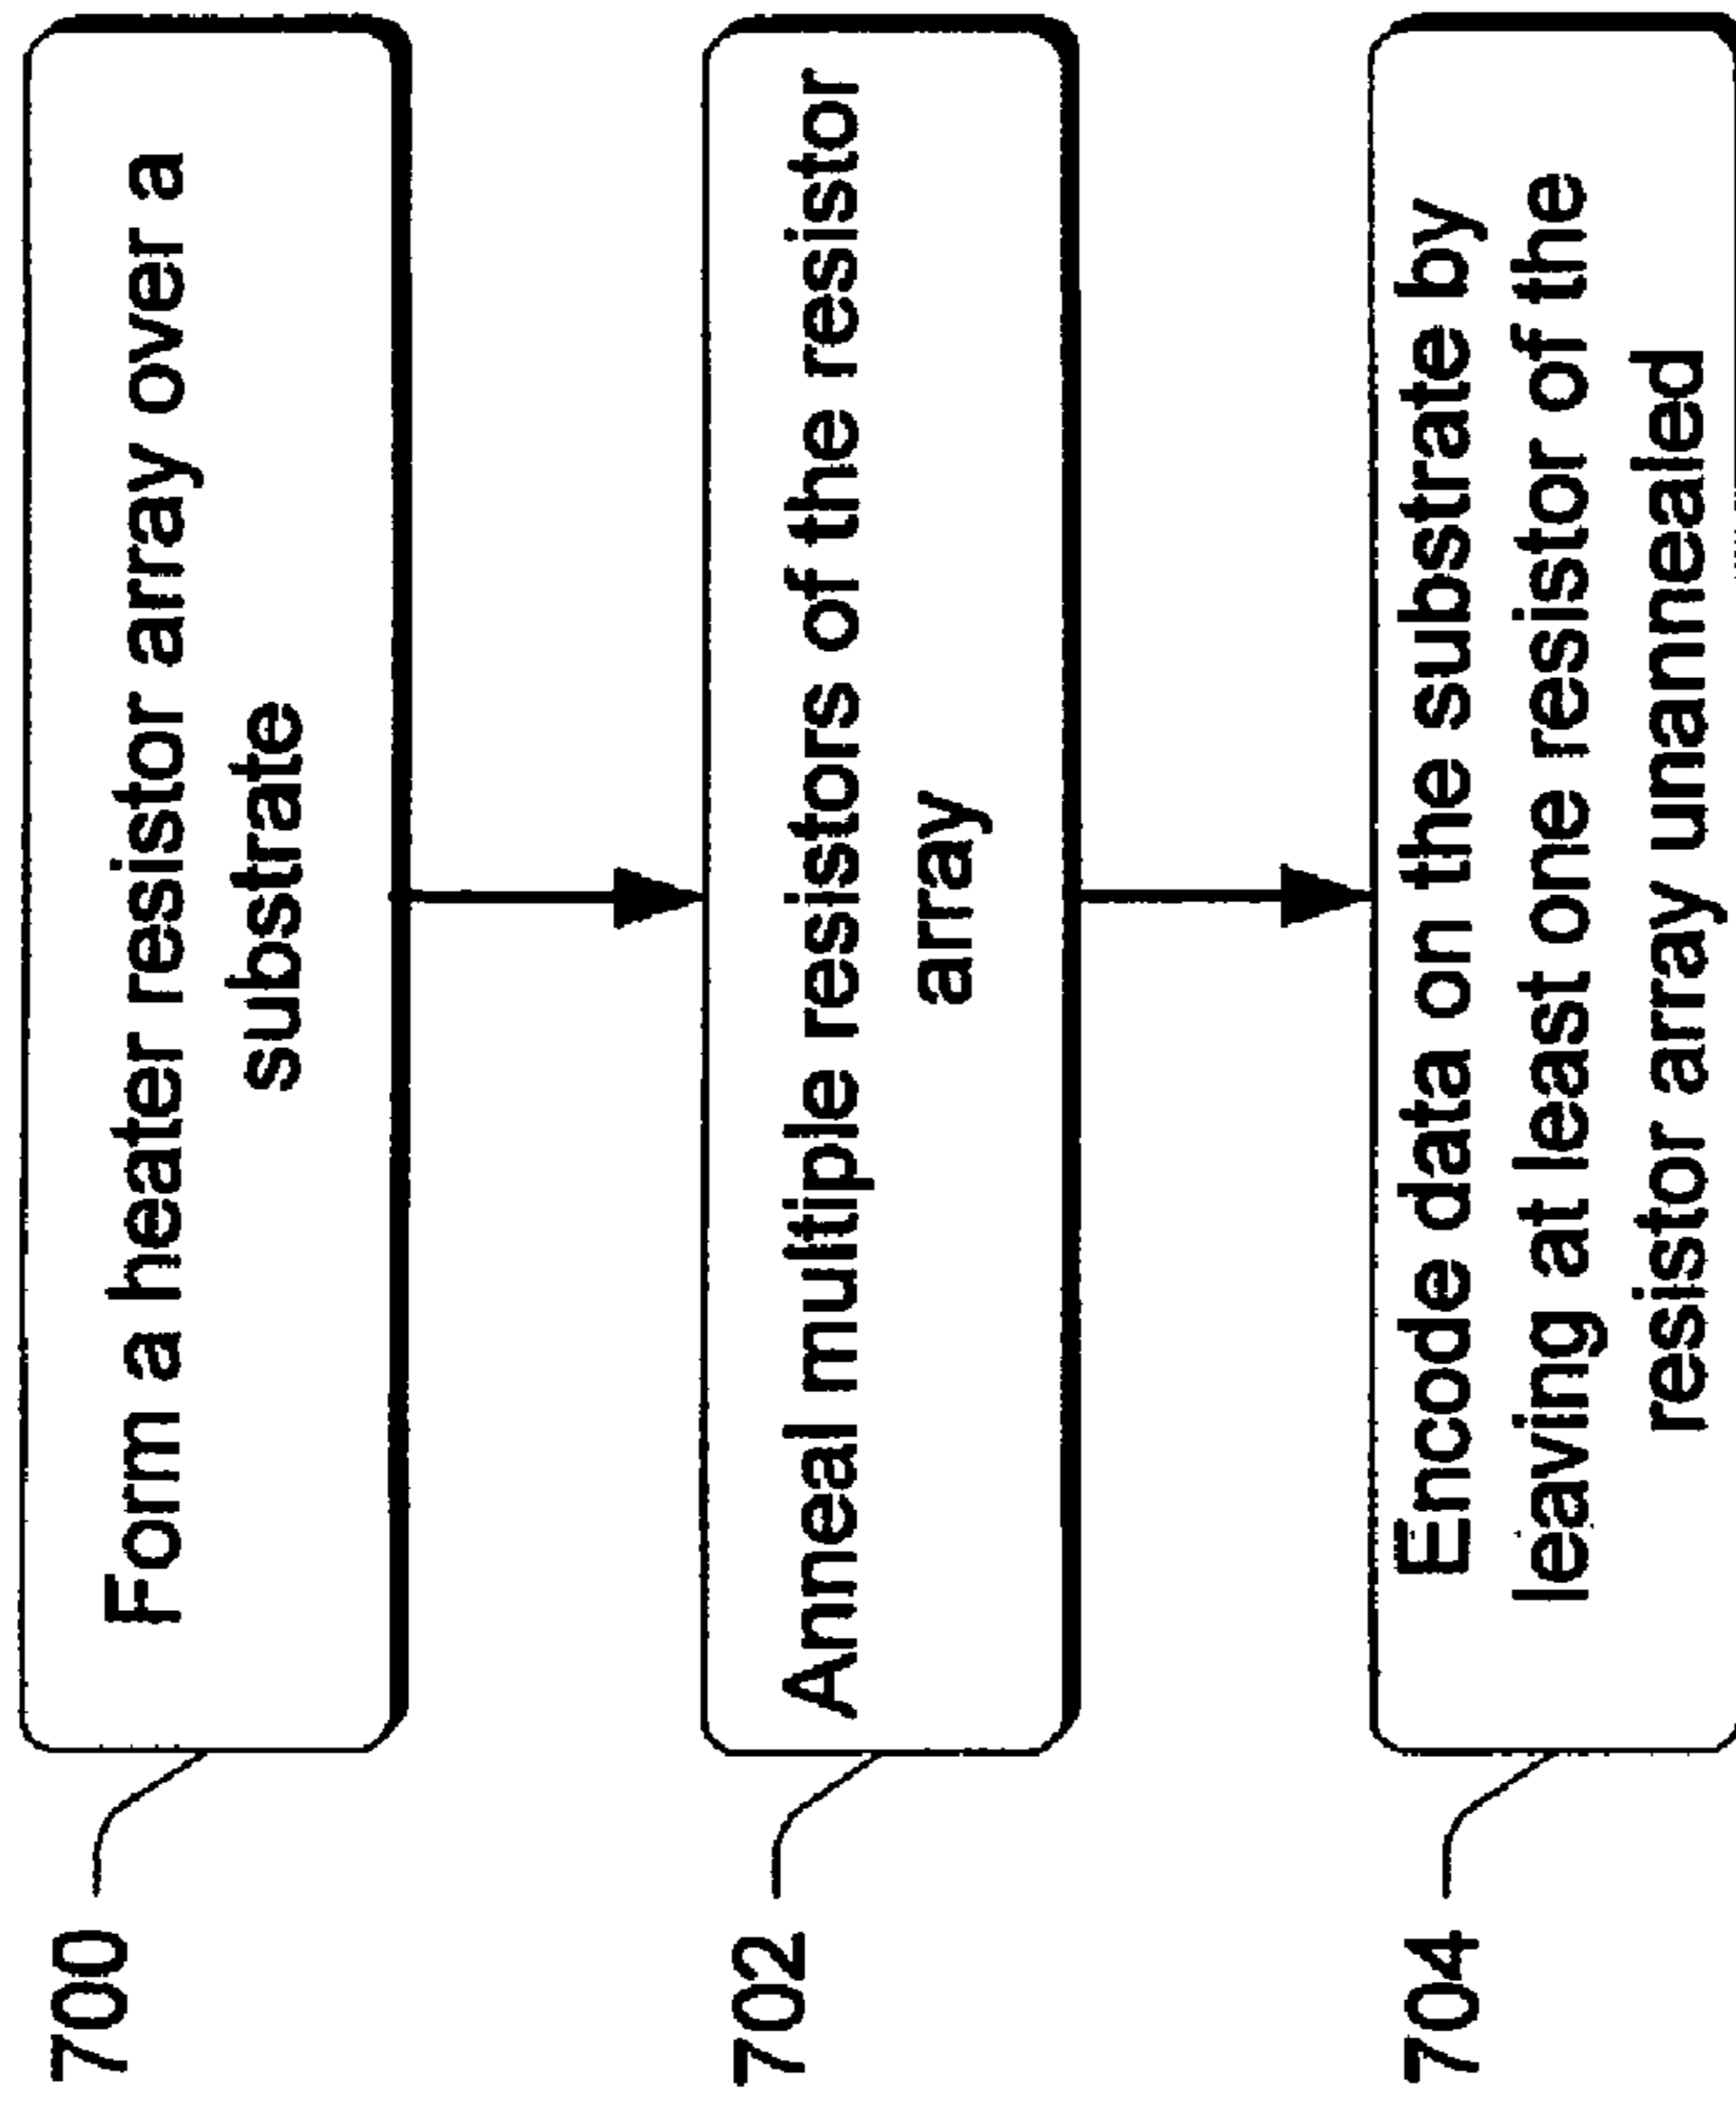 700
Form a heater resistor array over a
substrate
702
Anneal multiple resistors of the resistor
array
704
Encode data on the substrate by
leaving at least one resistor of the
resistor array unannealed